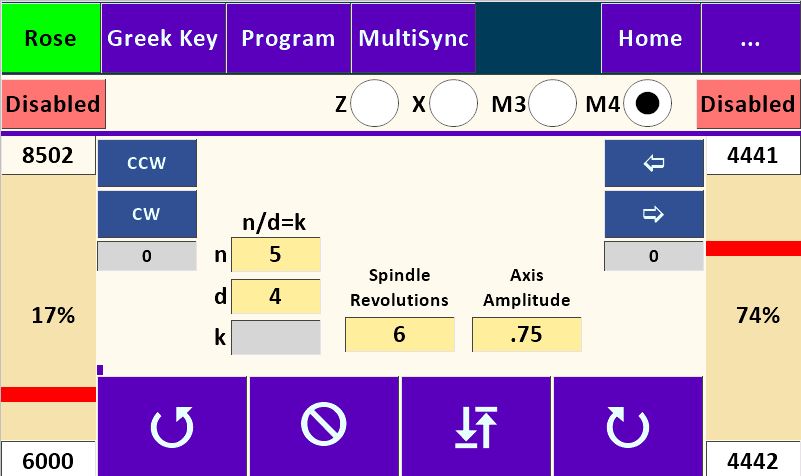 Rose Greek Key Program MultiSync Home ...
Disabled Z X M3 M4 Disabled
8502 CCW 4441
CW
n/d=k
0 0
n 5
Spindle Revolutions
Axis Amplitude
d 4
17% 74%
k 6 .75
6000 4442